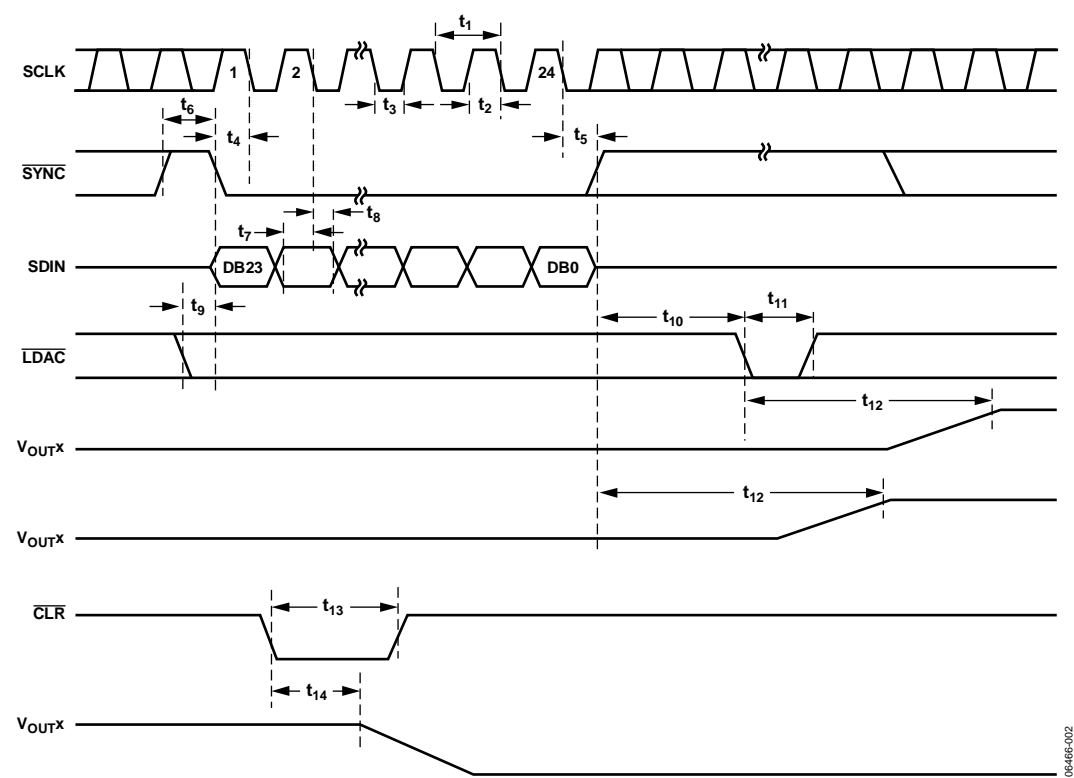 t1
SCLK 1 2 24
t6 t4 t3 t2 t5
SYNC
t7 t8
SDIN DB23 DB0
t9 t10 t11
LDAC
t12
VOUTx
t12
VOUTx
CLR t13
t14
VOUTx
06466-002